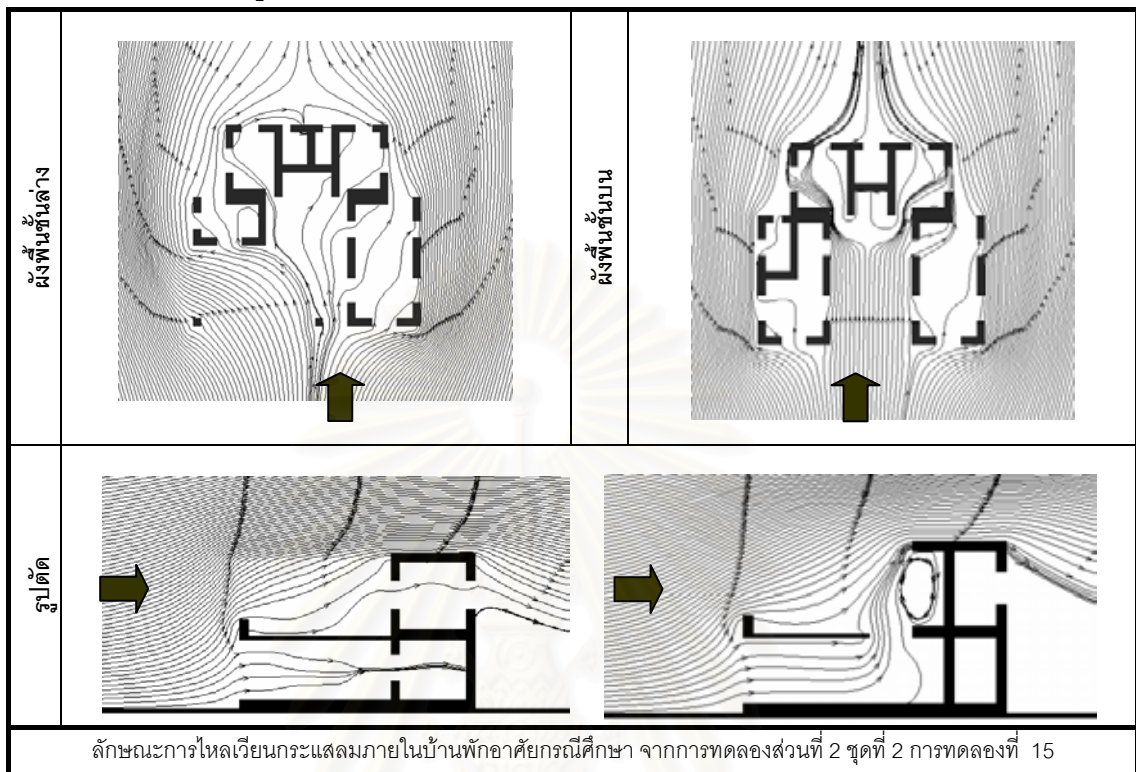 ผังพื้นชั้นล่าง
ผังพื้นชั้นบน
รูปตัด
ลักษณะการไหลเวียนกระแสลมภายในบ้านพักอาศัยกรณีศึกษา จากการทดลองส่วนที่ 2 ชุดที่ 2 การทดลองที่ 15